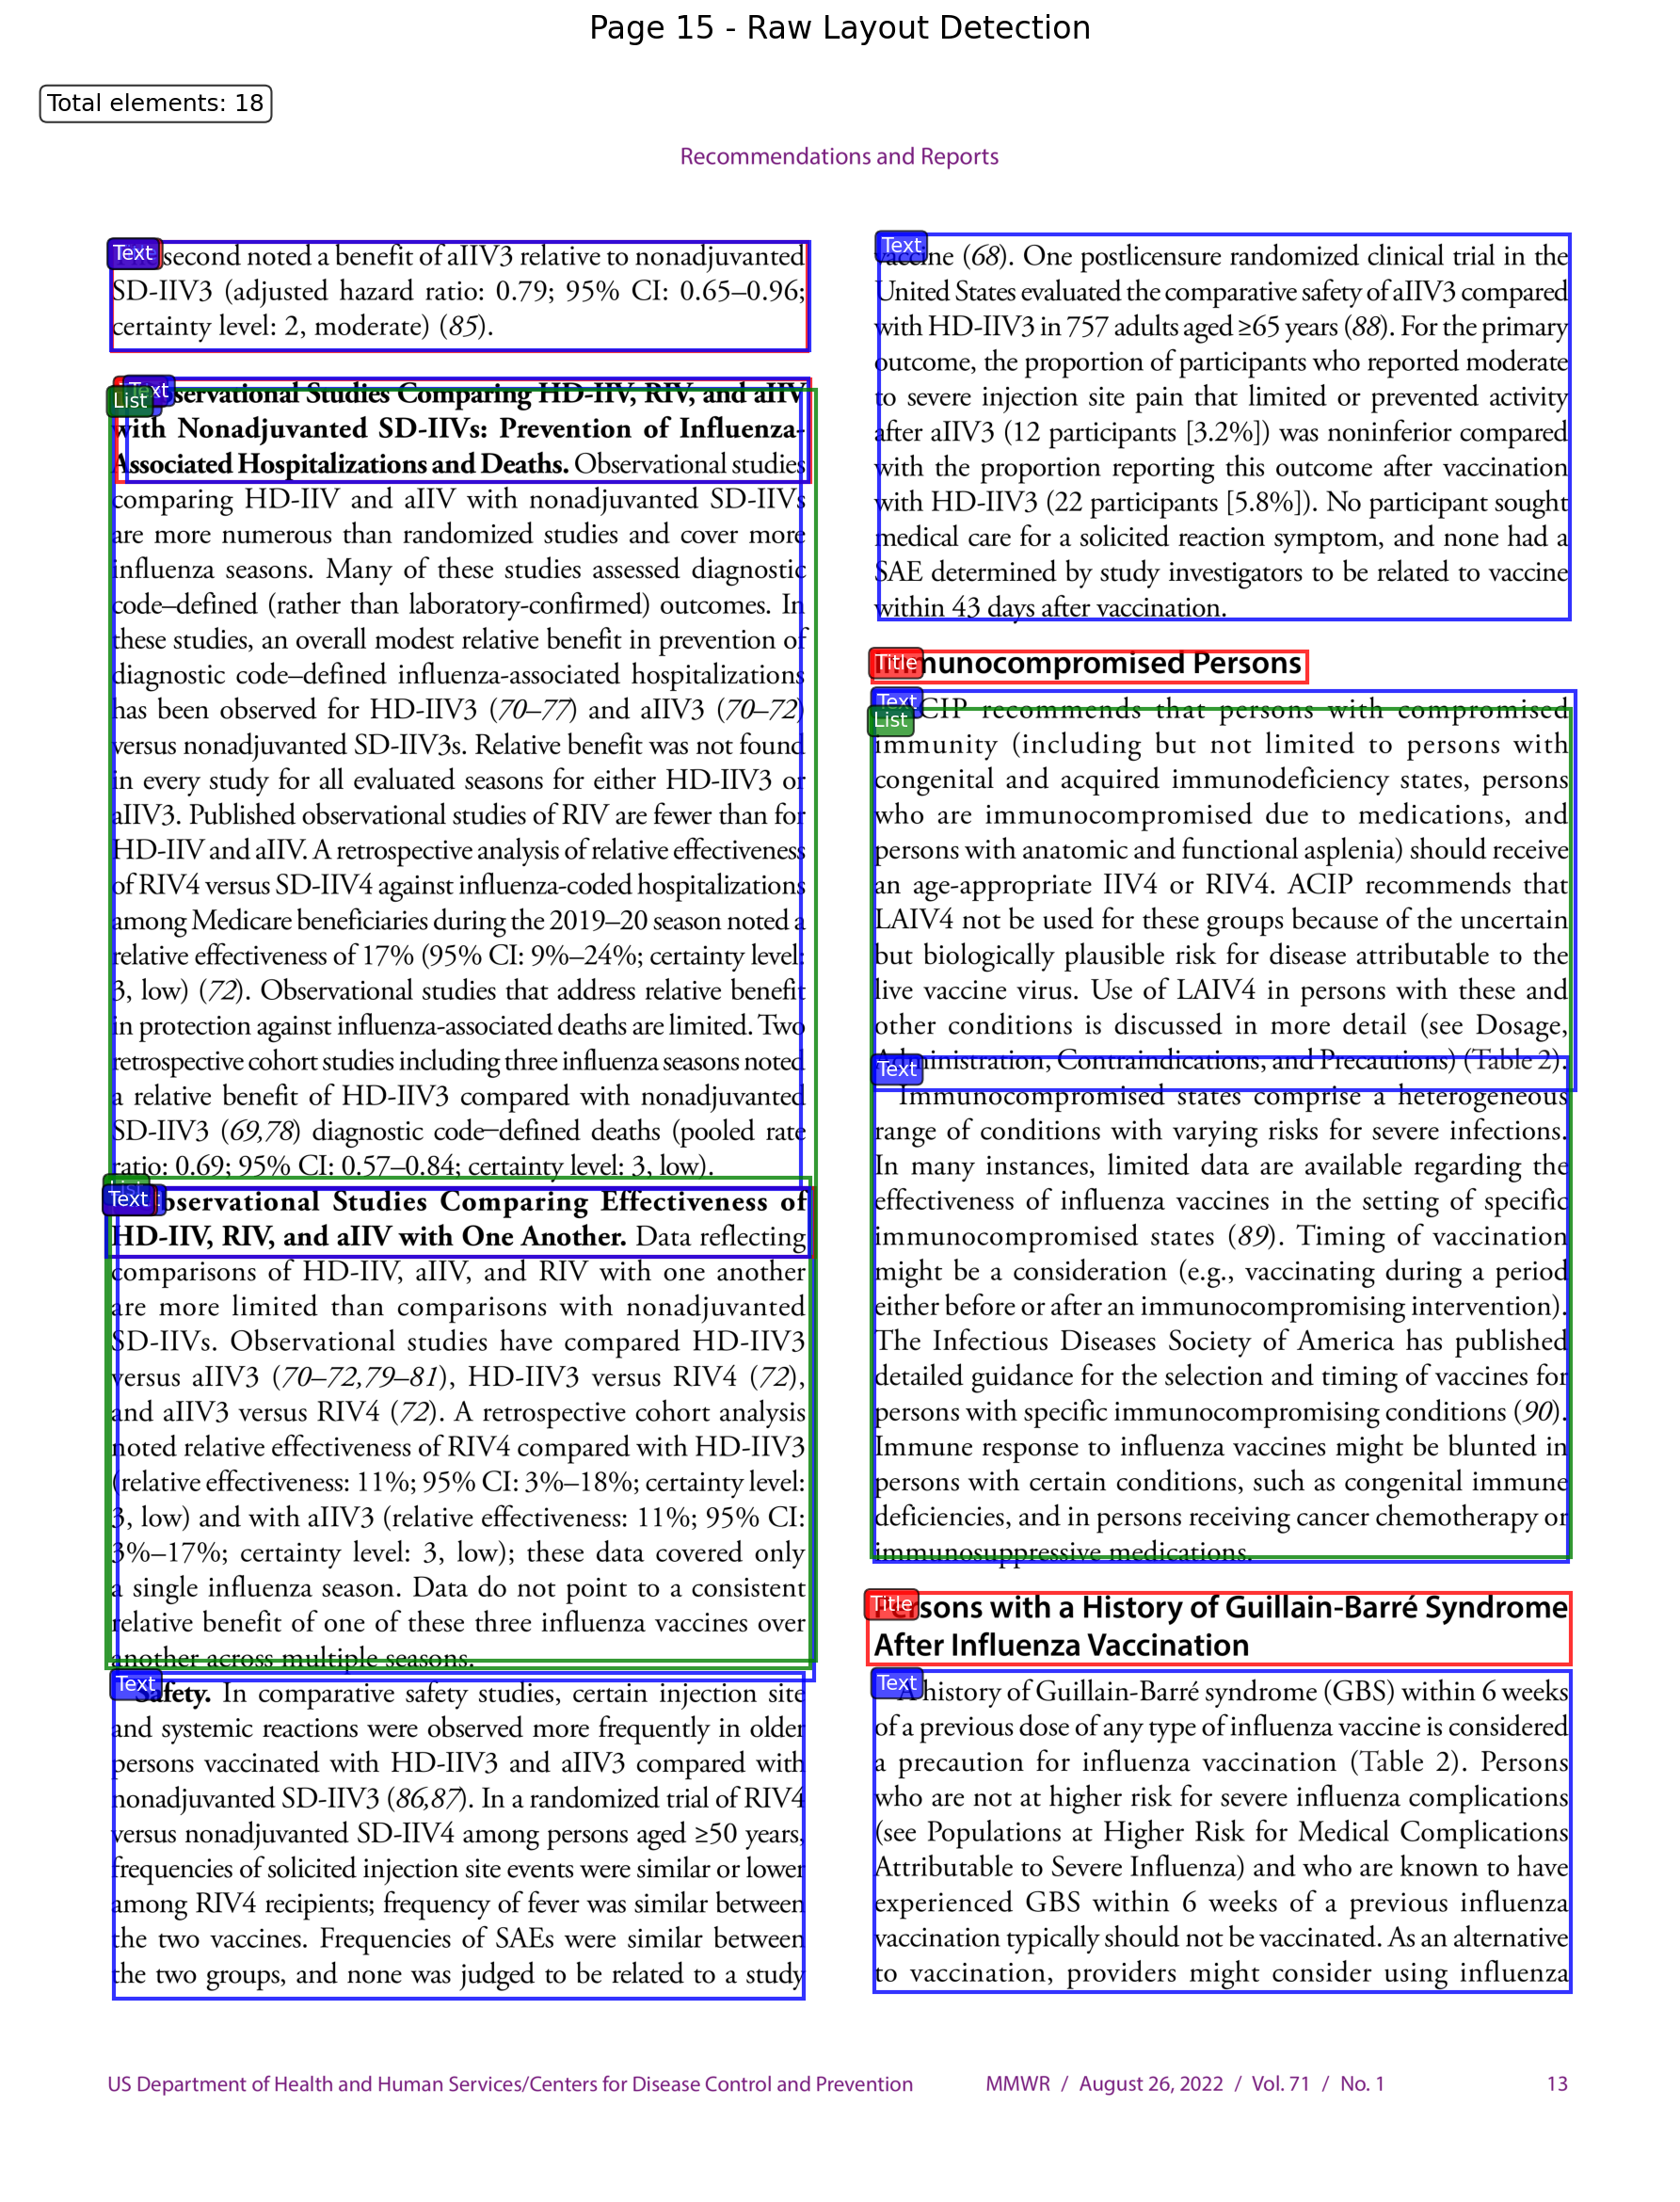 Page 15 - Raw Layout Detection
Total elements: 18
Recommendations and Reports
Text
second noted a benefit of aIIV3 relative to nonadjuvanted
SD-IIV3 (adjusted hazard ratio: 0.79; 95% CI: 0.65–0.96;
certainty level: 2, moderate) (85).
Text
List
servational Studies Comparing HD-IIV, RIV, and aIIV
with Nonadjuvanted SD-IIVs: Prevention of Influenza-
Associated Hospitalizations and Deaths. Observational studies
comparing HD-IIV and aIIV with nonadjuvanted SD-IIVs
are more numerous than randomized studies and cover more
influenza seasons. Many of these studies assessed diagnostic
code–defined (rather than laboratory-confirmed) outcomes. In
these studies, an overall modest relative benefit in prevention of
diagnostic code–defined influenza-associated hospitalizations
has been observed for HD-IIV3 (70–77) and aIIV3 (70–72)
versus nonadjuvanted SD-IIV3s. Relative benefit was not found
in every study for all evaluated seasons for either HD-IIV3 or
aIIV3. Published observational studies of RIV are fewer than for
HD-IIV and aIIV. A retrospective analysis of relative effectiveness
of RIV4 versus SD-IIV4 against influenza-coded hospitalizations
among Medicare beneficiaries during the 2019–20 season noted a
relative effectiveness of 17% (95% CI: 9%–24%; certainty level:
3, low) (72). Observational studies that address relative benefit
in protection against influenza-associated deaths are limited. Two
retrospective cohort studies including three influenza seasons noted
a relative benefit of HD-IIV3 compared with nonadjuvanted
SD-IIV3 (69,78) diagnostic code–defined deaths (pooled rate
ratio: 0.69; 95% CI: 0.57–0.84; certainty level: 3, low).
List
Text
bservational Studies Comparing Effectiveness of
HD-IIV, RIV, and aIIV with One Another. Data reflecting
comparisons of HD-IIV, aIIV, and RIV with one another
are more limited than comparisons with nonadjuvanted
SD-IIVs. Observational studies have compared HD-IIV3
versus aIIV3 (70–72,79–81), HD-IIV3 versus RIV4 (72),
and aIIV3 versus RIV4 (72). A retrospective cohort analysis
noted relative effectiveness of RIV4 compared with HD-IIV3
(relative effectiveness: 11%; 95% CI: 3%–18%; certainty level:
3, low) and with aIIV3 (relative effectiveness: 11%; 95% CI:
3%–17%; certainty level: 3, low); these data covered only
a single influenza season. Data do not point to a consistent
relative benefit of one of these three influenza vaccines over
another across multiple seasons.
Text
Safety. In comparative safety studies, certain injection site
and systemic reactions were observed more frequently in older
persons vaccinated with HD-IIV3 and aIIV3 compared with
nonadjuvanted SD-IIV3 (86,87). In a randomized trial of RIV4
versus nonadjuvanted SD-IIV4 among persons aged ≥50 years,
frequencies of solicited injection site events were similar or lower
among RIV4 recipients; frequency of fever was similar between
the two vaccines. Frequencies of SAEs were similar between
the two groups, and none was judged to be related to a study
Text
vaccine (68). One postlicensure randomized clinical trial in the
United States evaluated the comparative safety of aIIV3 compared
with HD-IIV3 in 757 adults aged ≥65 years (88). For the primary
outcome, the proportion of participants who reported moderate
to severe injection site pain that limited or prevented activity
after aIIV3 (12 participants [3.2%]) was noninferior compared
with the proportion reporting this outcome after vaccination
with HD-IIV3 (22 participants [5.8%]). No participant sought
medical care for a solicited reaction symptom, and none had a
SAE determined by study investigators to be related to vaccine
within 43 days after vaccination.
Title
munocompromised Persons
Text
List
CIP recommends that persons with compromised
immunity (including but not limited to persons with
congenital and acquired immunodeficiency states, persons
who are immunocompromised due to medications, and
persons with anatomic and functional asplenia) should receive
an age-appropriate IIV4 or RIV4. ACIP recommends that
LAIV4 not be used for these groups because of the uncertain
but biologically plausible risk for disease attributable to the
live vaccine virus. Use of LAIV4 in persons with these and
other conditions is discussed in more detail (see Dosage,
Administration, Contraindications, and Precautions) (Table 2).
Text
Immunocompromised states comprise a heterogeneous
range of conditions with varying risks for severe infections.
In many instances, limited data are available regarding the
effectiveness of influenza vaccines in the setting of specific
immunocompromised states (89). Timing of vaccination
might be a consideration (e.g., vaccinating during a period
either before or after an immunocompromising intervention).
The Infectious Diseases Society of America has published
detailed guidance for the selection and timing of vaccines for
persons with specific immunocompromising conditions (90).
Immune response to influenza vaccines might be blunted in
persons with certain conditions, such as congenital immune
deficiencies, and in persons receiving cancer chemotherapy or
immunosuppressive medications.
Title
Persons with a History of Guillain-Barré Syndrome
After Influenza Vaccination
Text
A history of Guillain-Barré syndrome (GBS) within 6 weeks
of a previous dose of any type of influenza vaccine is considered
a precaution for influenza vaccination (Table 2). Persons
who are not at higher risk for severe influenza complications
(see Populations at Higher Risk for Medical Complications
Attributable to Severe Influenza) and who are known to have
experienced GBS within 6 weeks of a previous influenza
vaccination typically should not be vaccinated. As an alternative
to vaccination, providers might consider using influenza
US Department of Health and Human Services/Centers for Disease Control and Prevention
MMWR / August 26, 2022 / Vol. 71 / No. 1
13